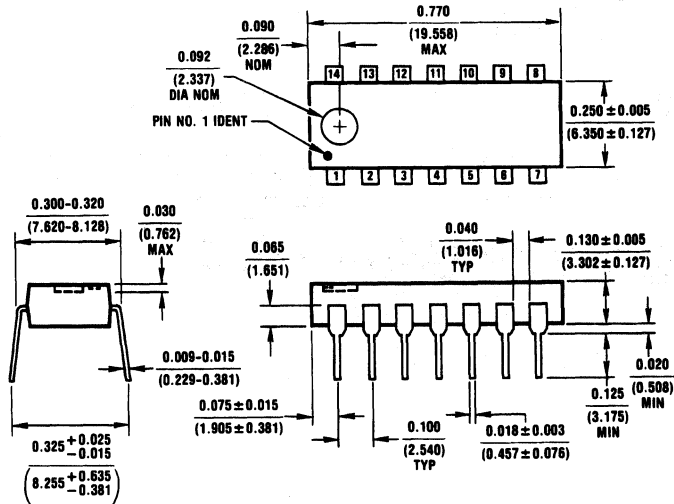 0.770
(19.558)
MAX
0.090
(2.286)
NOM
0.092
(2.337)
DIA NOM
PIN NO. 1 IDENT
14 13 12 11 10 9 8
1 2 3 4 5 6 7
0.250 ± 0.005
(6.350 ± 0.127)
0.300-0.320
(7.620-8.128)
0.030
(0.762)
MAX
0.009-0.015
(0.229-0.381)
0.325 +0.025
−0.015
(8.255 +0.635
−0.381)
0.065
(1.651)
0.040
(1.016)
TYP
0.130 ± 0.005
(3.302 ± 0.127)
0.075 ± 0.015
(1.905 ± 0.381)
0.100
(2.540)
TYP
0.018 ± 0.003
(0.457 ± 0.076)
0.125
(3.175)
MIN
0.020
(0.508)
MIN